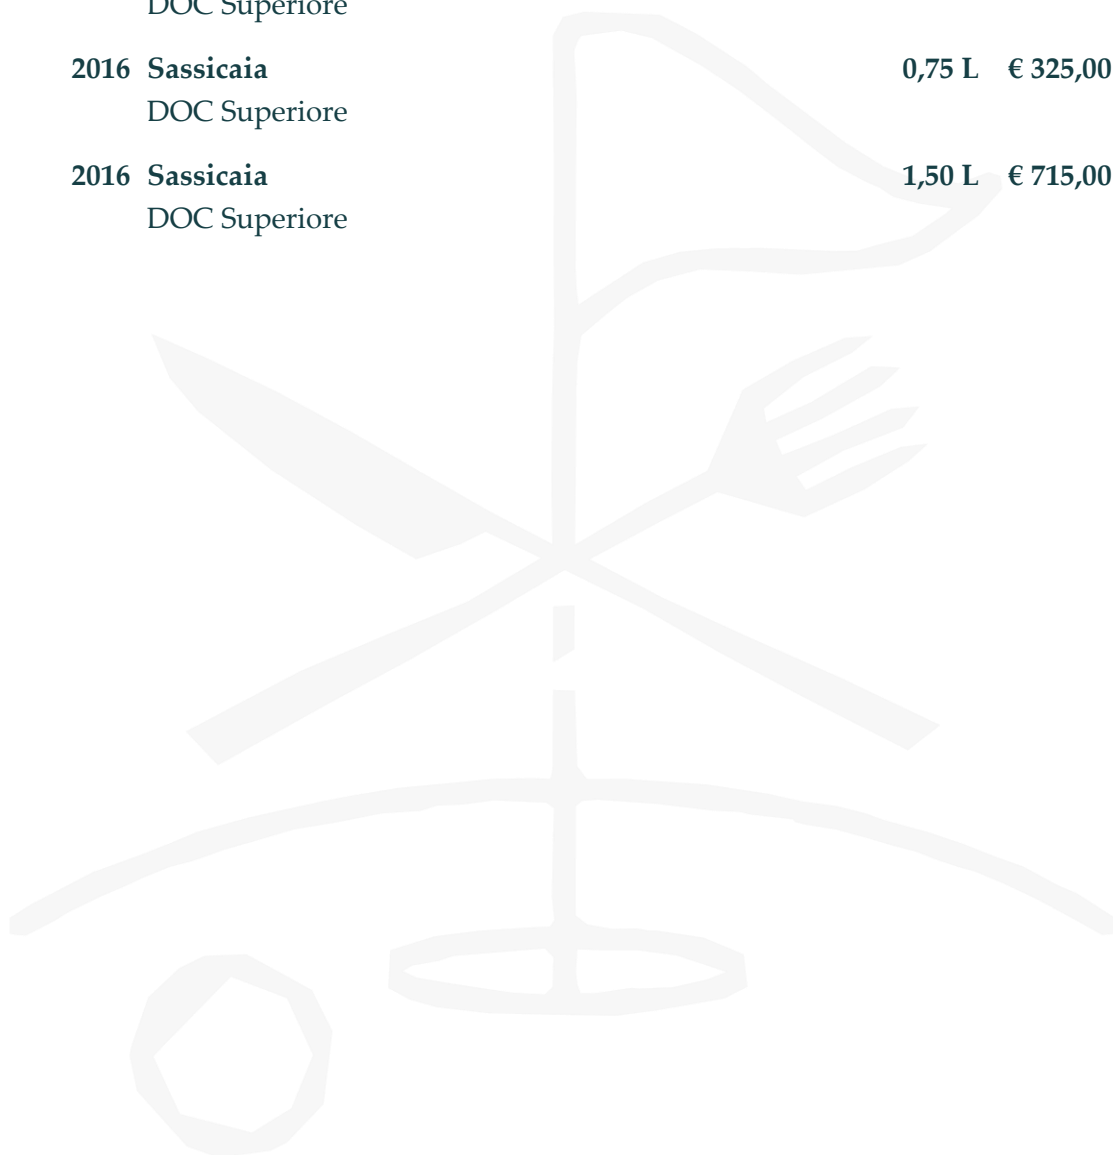 DOC Superiore
2016 Sassicaia 0,75 L € 325,00
DOC Superiore
2016 Sassicaia 1,50 L € 715,00
DOC Superiore